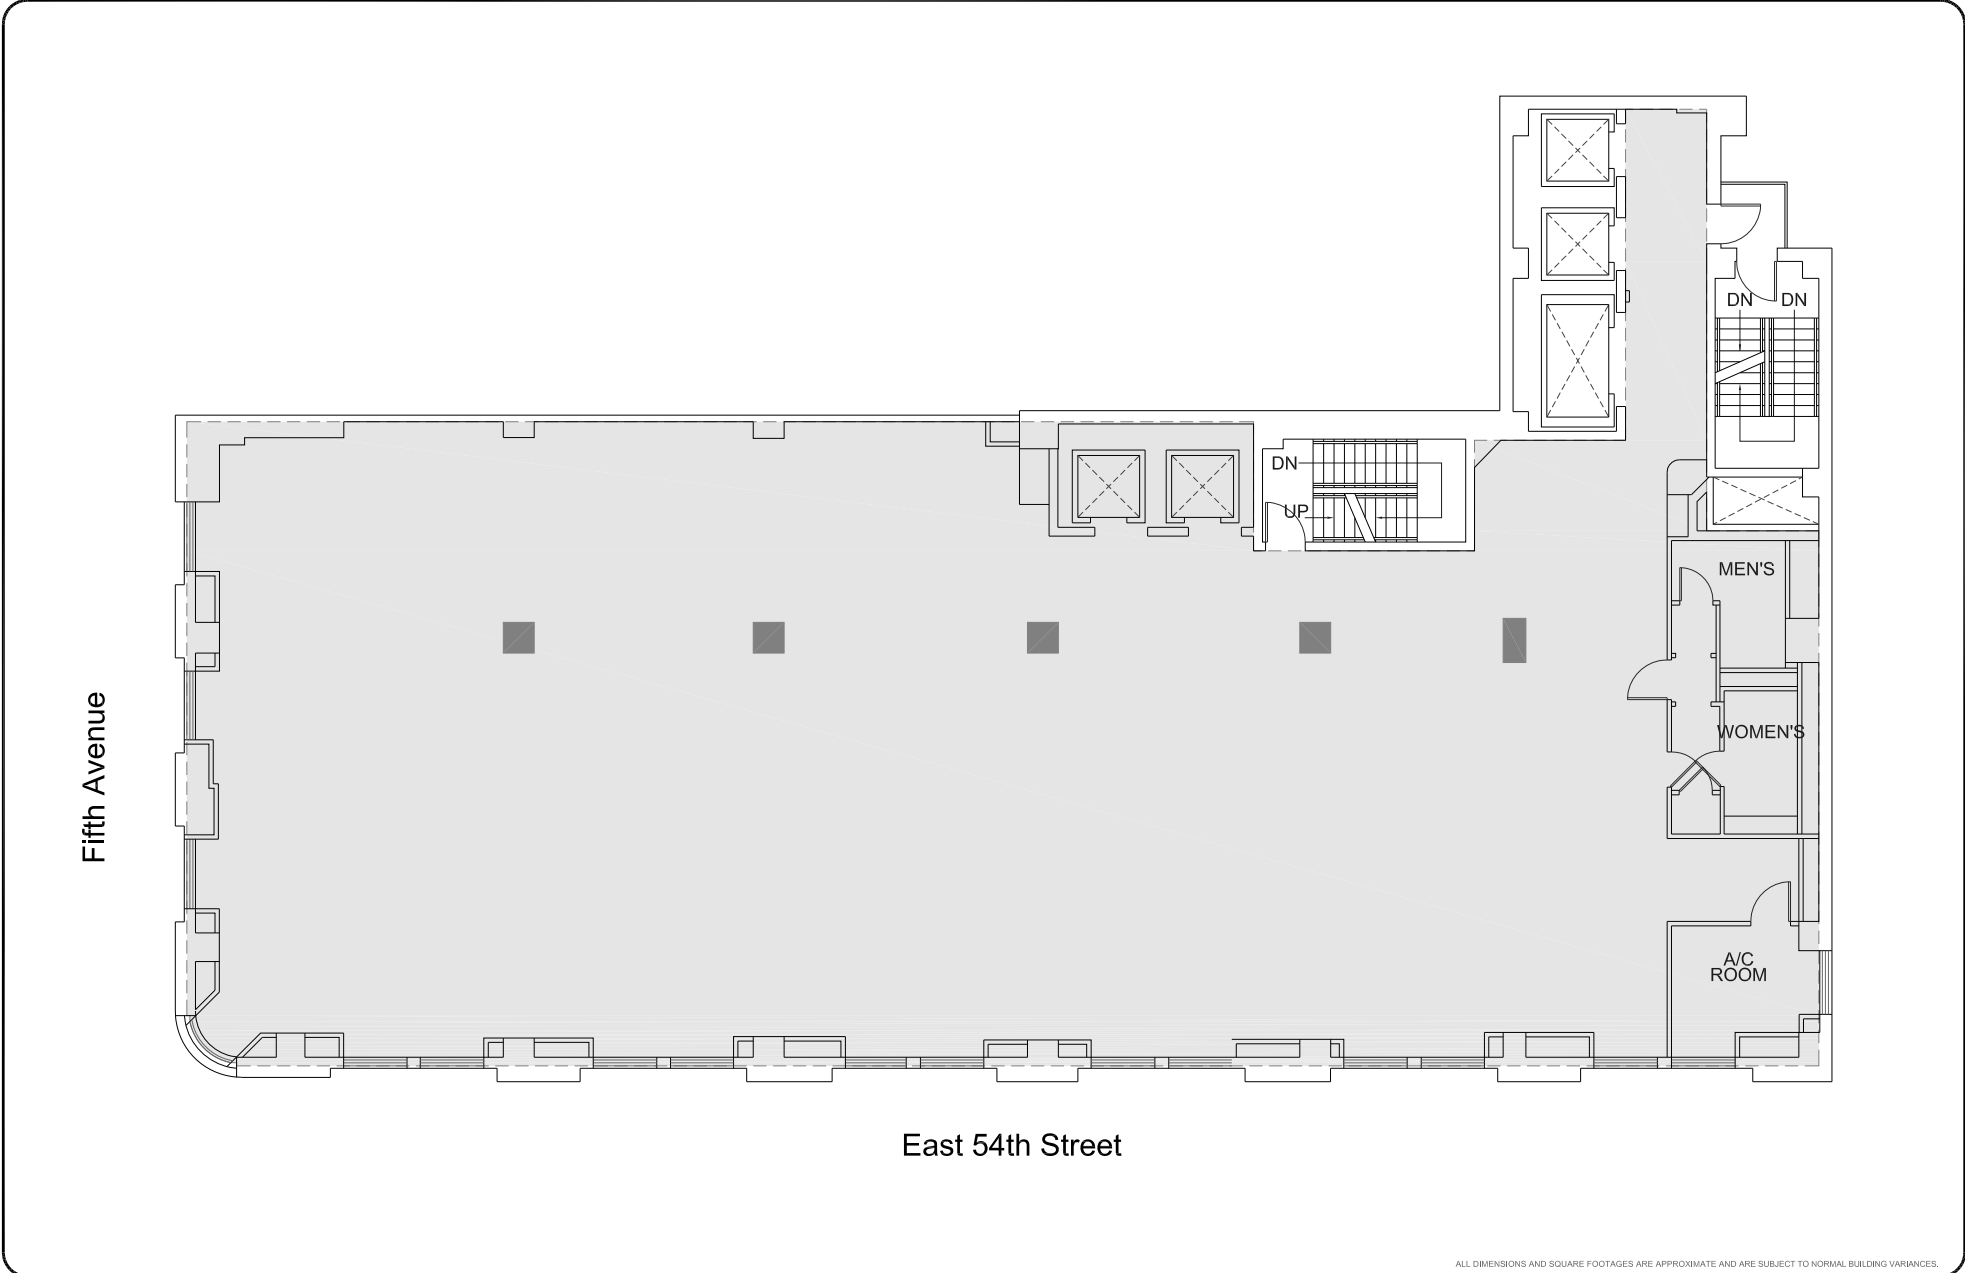 DN DN
DN
UP
MEN'S
WOMEN'S
Fifth Avenue
A/C
ROOM
East 54th Street
ALL DIMENSIONS AND SQUARE FOOTAGES ARE APPROXIMATE AND ARE SUBJECT TO NORMAL BUILDING VARIANCES.